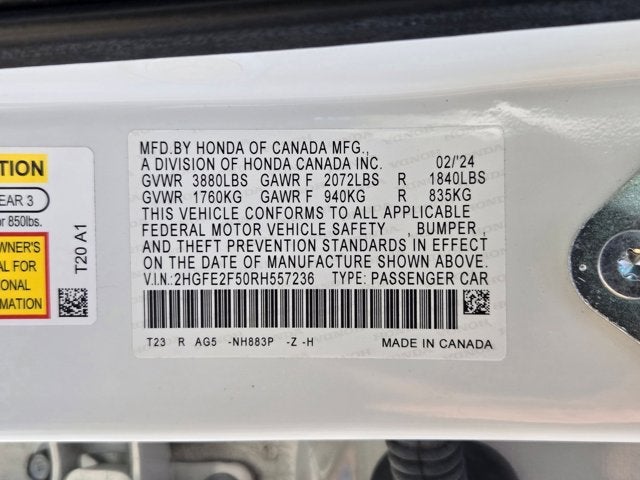 MFD.BY HONDA OF CANADA MFG.,
A DIVISION OF HONDA CANADA INC. 02/'24
GVWR 3880LBS GAWR F 2072LBS R 1840LBS
GVWR 1760KG GAWR F 940KG R 835KG
THIS VEHICLE CONFORMS TO ALL APPLICABLE
FEDERAL MOTOR VEHICLE SAFETY , BUMPER
AND THEFT PREVENTION STANDARDS IN EFFECT
ON THE DATE OF MANUFACTURE SHOWN ABOVE.
V.I.N.:2HGFE2F50RH557236 TYPE: PASSENGER CAR
T23 R AG5 -NH883P -Z -H MADE IN CANADA
TION
EAR 3
or 850lbs.
WNER'S
AL FOR
IONAL
MATION
T20 A1